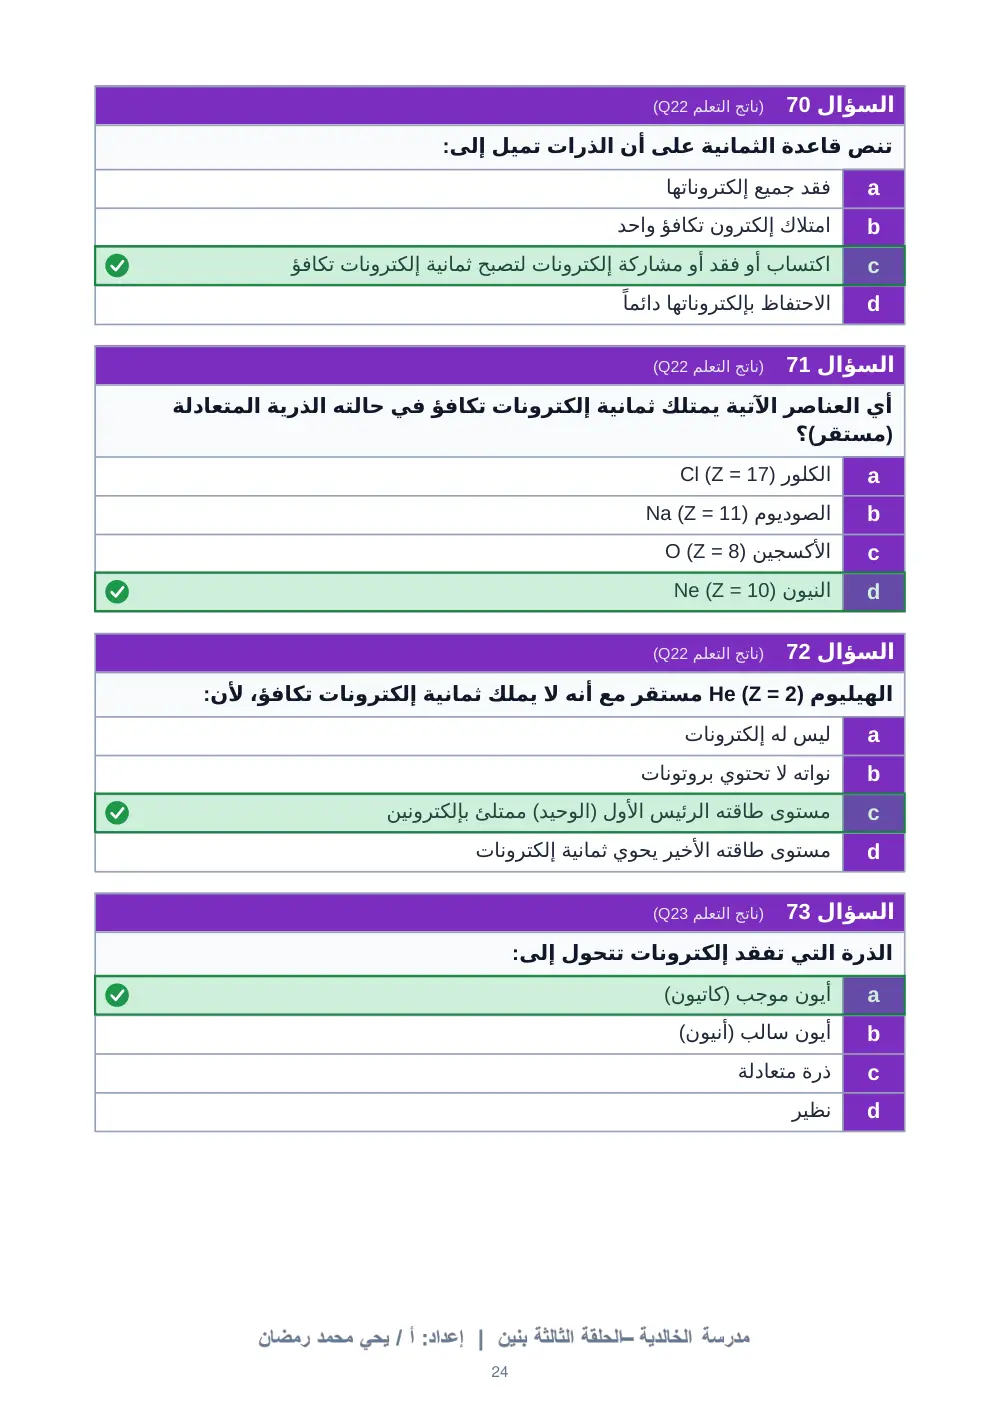 السؤال 70 (ناتج التعلم Q22)
تنص قاعدة الثمانية على أن الذرات تميل إلى:
a فقد جميع إلكتروناتها
b امتلاك إلكترون تكافؤ واحد
c اكتساب أو فقد أو مشاركة إلكترونات لتصبح ثمانية إلكترونات تكافؤ
d الاحتفاظ بإلكتروناتها دائماً
السؤال 71 (ناتج التعلم Q22)
أي العناصر الآتية يمتلك ثمانية إلكترونات تكافؤ في حالته الذرية المتعادلة
(مستقر)؟
a الكلور Cl (Z = 17)
b الصوديوم Na (Z = 11)
c الأكسجين O (Z = 8)
d النيون Ne (Z = 10)
السؤال 72 (ناتج التعلم Q22)
الهيليوم He (Z = 2) مستقر مع أنه لا يملك ثمانية إلكترونات تكافؤ، لأن:
a ليس له إلكترونات
b نواته لا تحتوي بروتونات
c مستوى طاقته الرئيس الأول (الوحيد) ممتلئ بإلكترونين
d مستوى طاقته الأخير يحوي ثمانية إلكترونات
السؤال 73 (ناتج التعلم Q23)
الذرة التي تفقد إلكترونات تتحول إلى:
a أيون موجب (كاتيون)
b أيون سالب (أنيون)
c ذرة متعادلة
d نظير
مدرسة الخالدية –الحلقة الثالثة بنين | إعداد: أ / يحي محمد رمضان
24